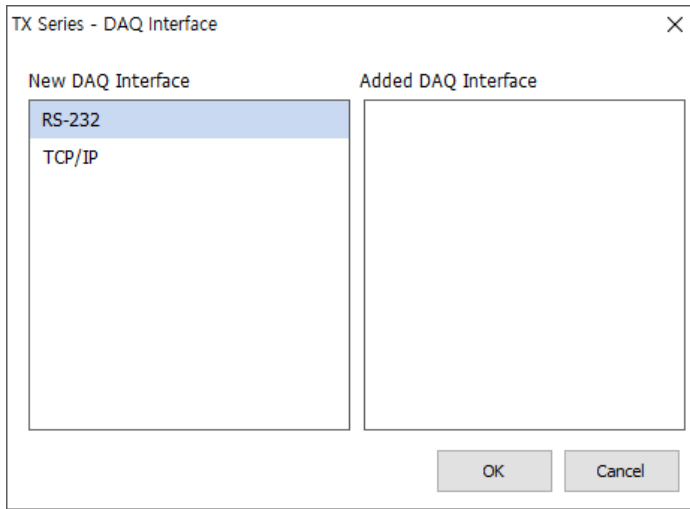 TX Series - DAQ Interface
New DAQ Interface
Added DAQ Interface
RS-232
TCP/IP
OK
Cancel